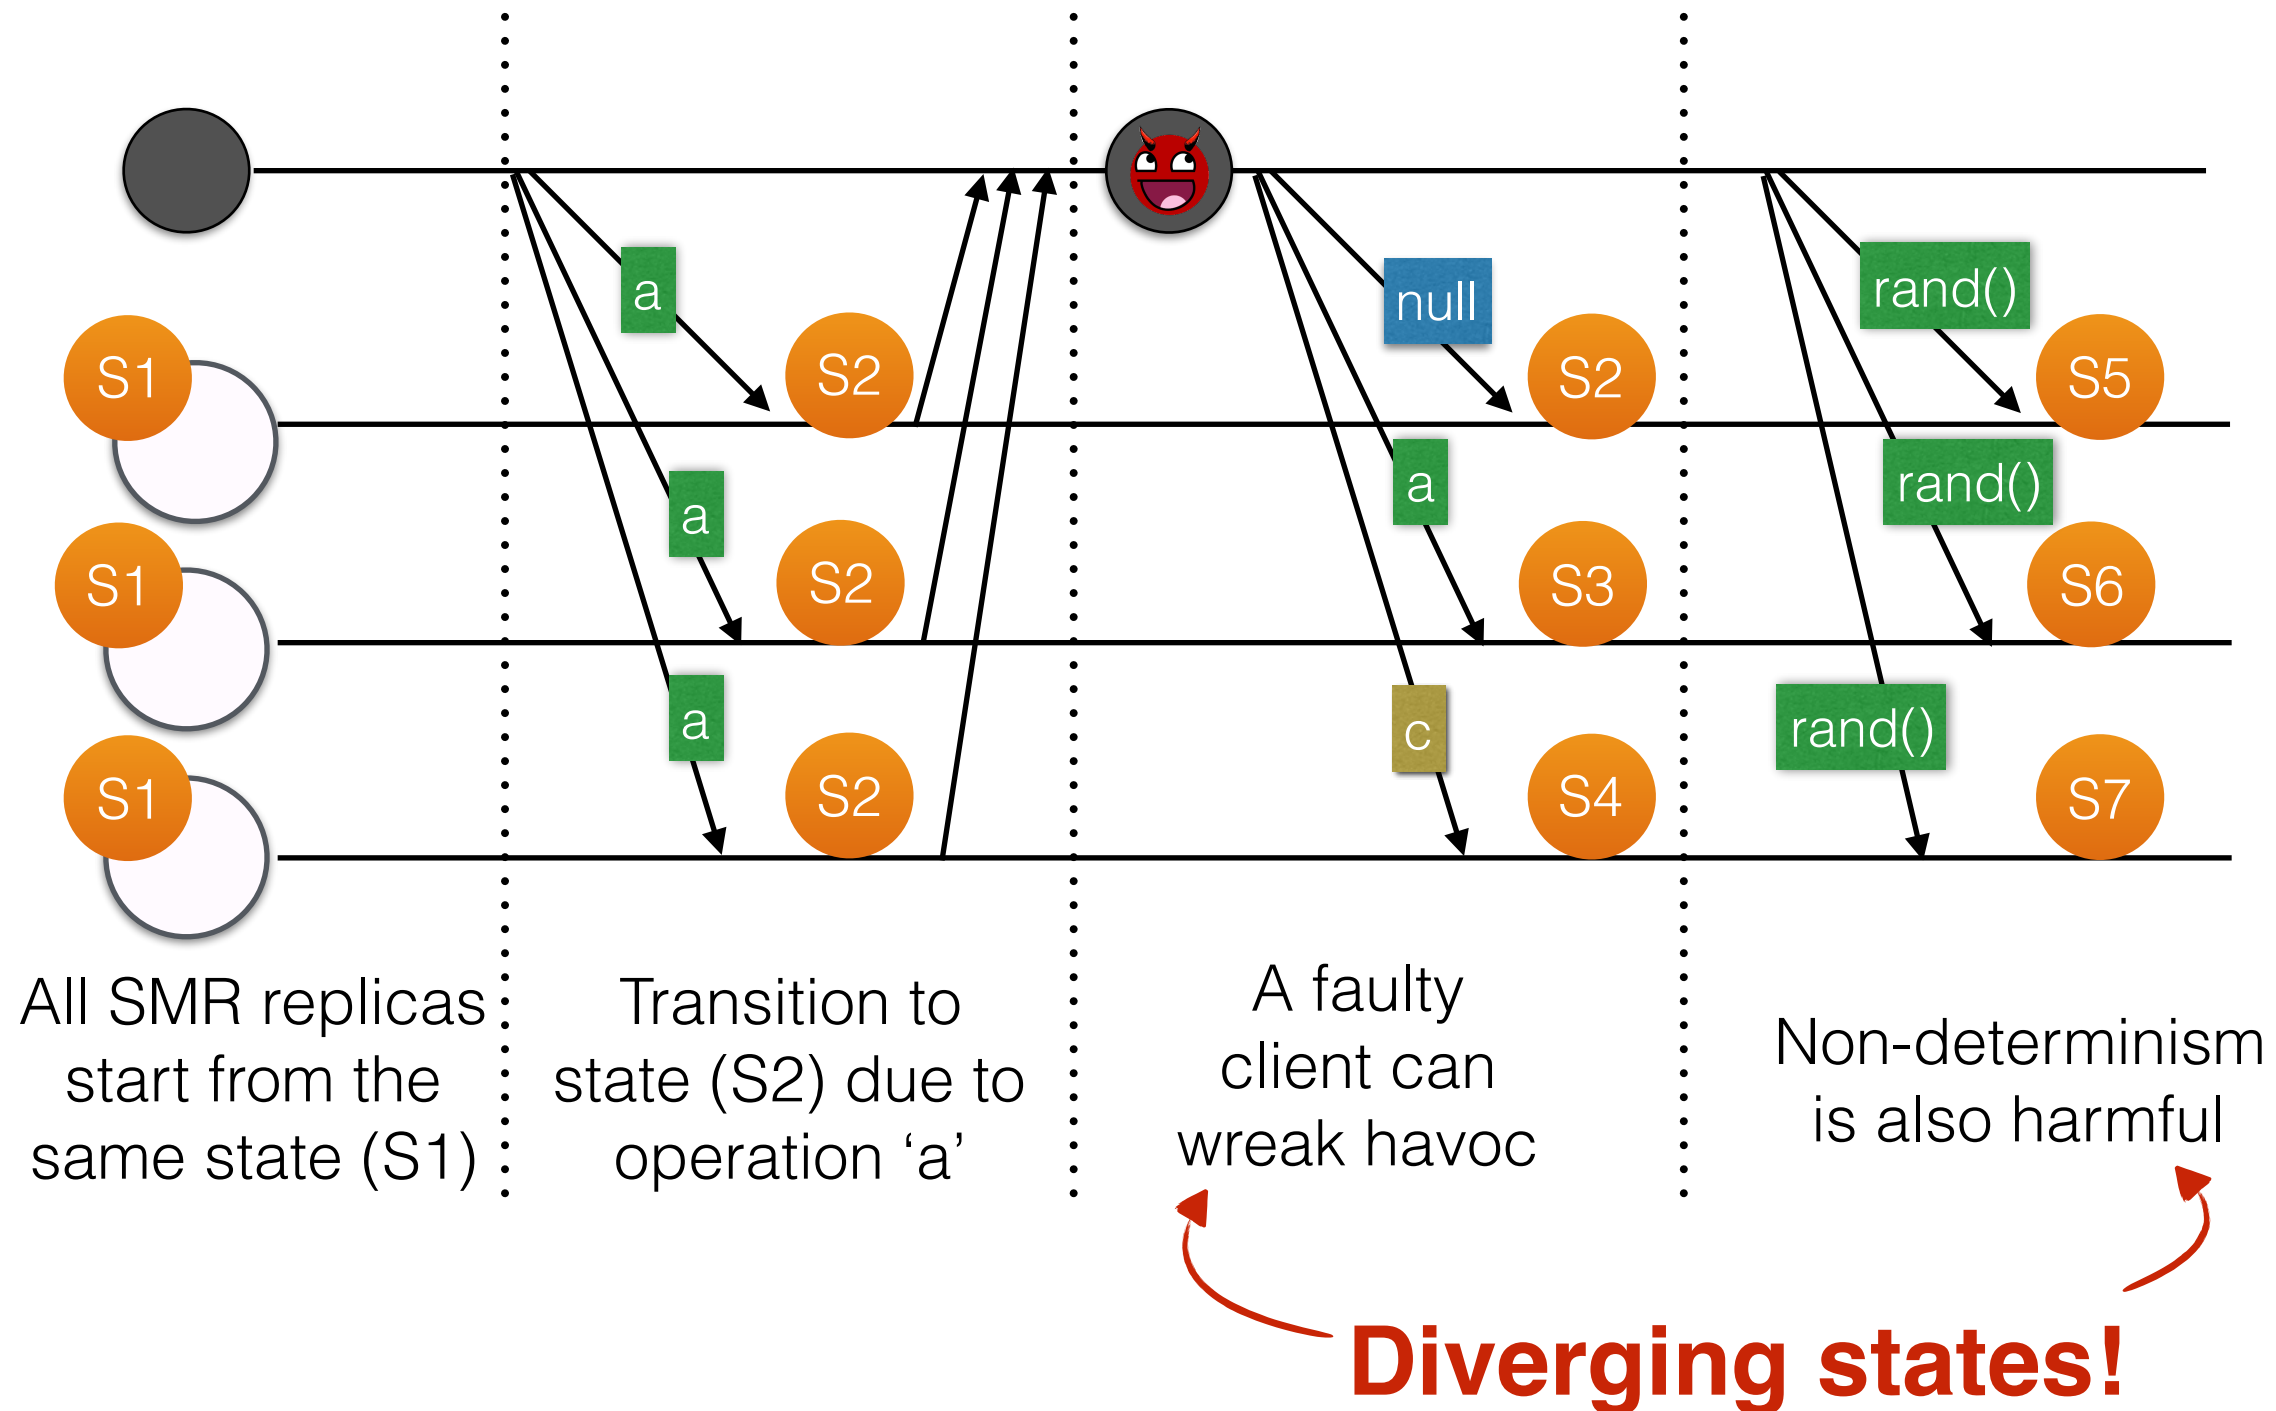 a
null
rand()
S1
S2
S2
S5
a
a
rand()
S1
S2
S3
S6
a
c
rand()
S1
S2
S4
S7
All SMR replicas
start from the
same state (S1)
Transition to
state (S2) due to
operation ‘a’
A faulty
client can
wreak havoc
Non-determinism
is also harmful
Diverging states!